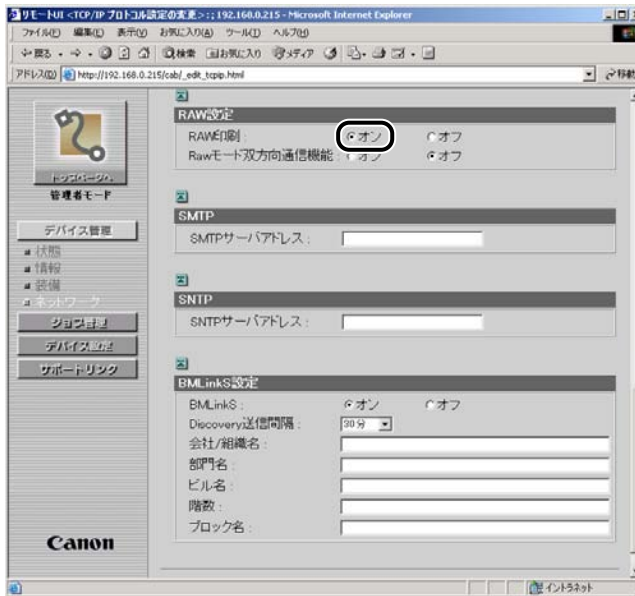 リモートUI <TCP/IP プロトコル設定の変更>:;; 192.168.0.215 - Microsoft Internet Explorer
ファイル(F) 編集(E) 表示(V) お気に入り(A) ツール(T) ヘルプ(H)
戻る 検索 お気に入り メディア
アドレス(D) http://192.168.0.215/cab/_edit_tcpip.html 移動
トップページへ
管理者モード
デバイス管理
状態
情報
装備
ネットワーク
ジョブ管理
デバイス設定
サポートリンク
Canon
RAW設定
RAW印刷 : オン オフ
Rawモード双方向通信機能 : オン オフ
SMTP
SMTPサーバアドレス :
SNTP
SNTPサーバアドレス :
BMLinkS設定
BMLinkS : オン オフ
Discovery送信間隔 : 30分
会社/組織名 :
部門名 :
ビル名 :
階数 :
ブロック名 :
イントラネット